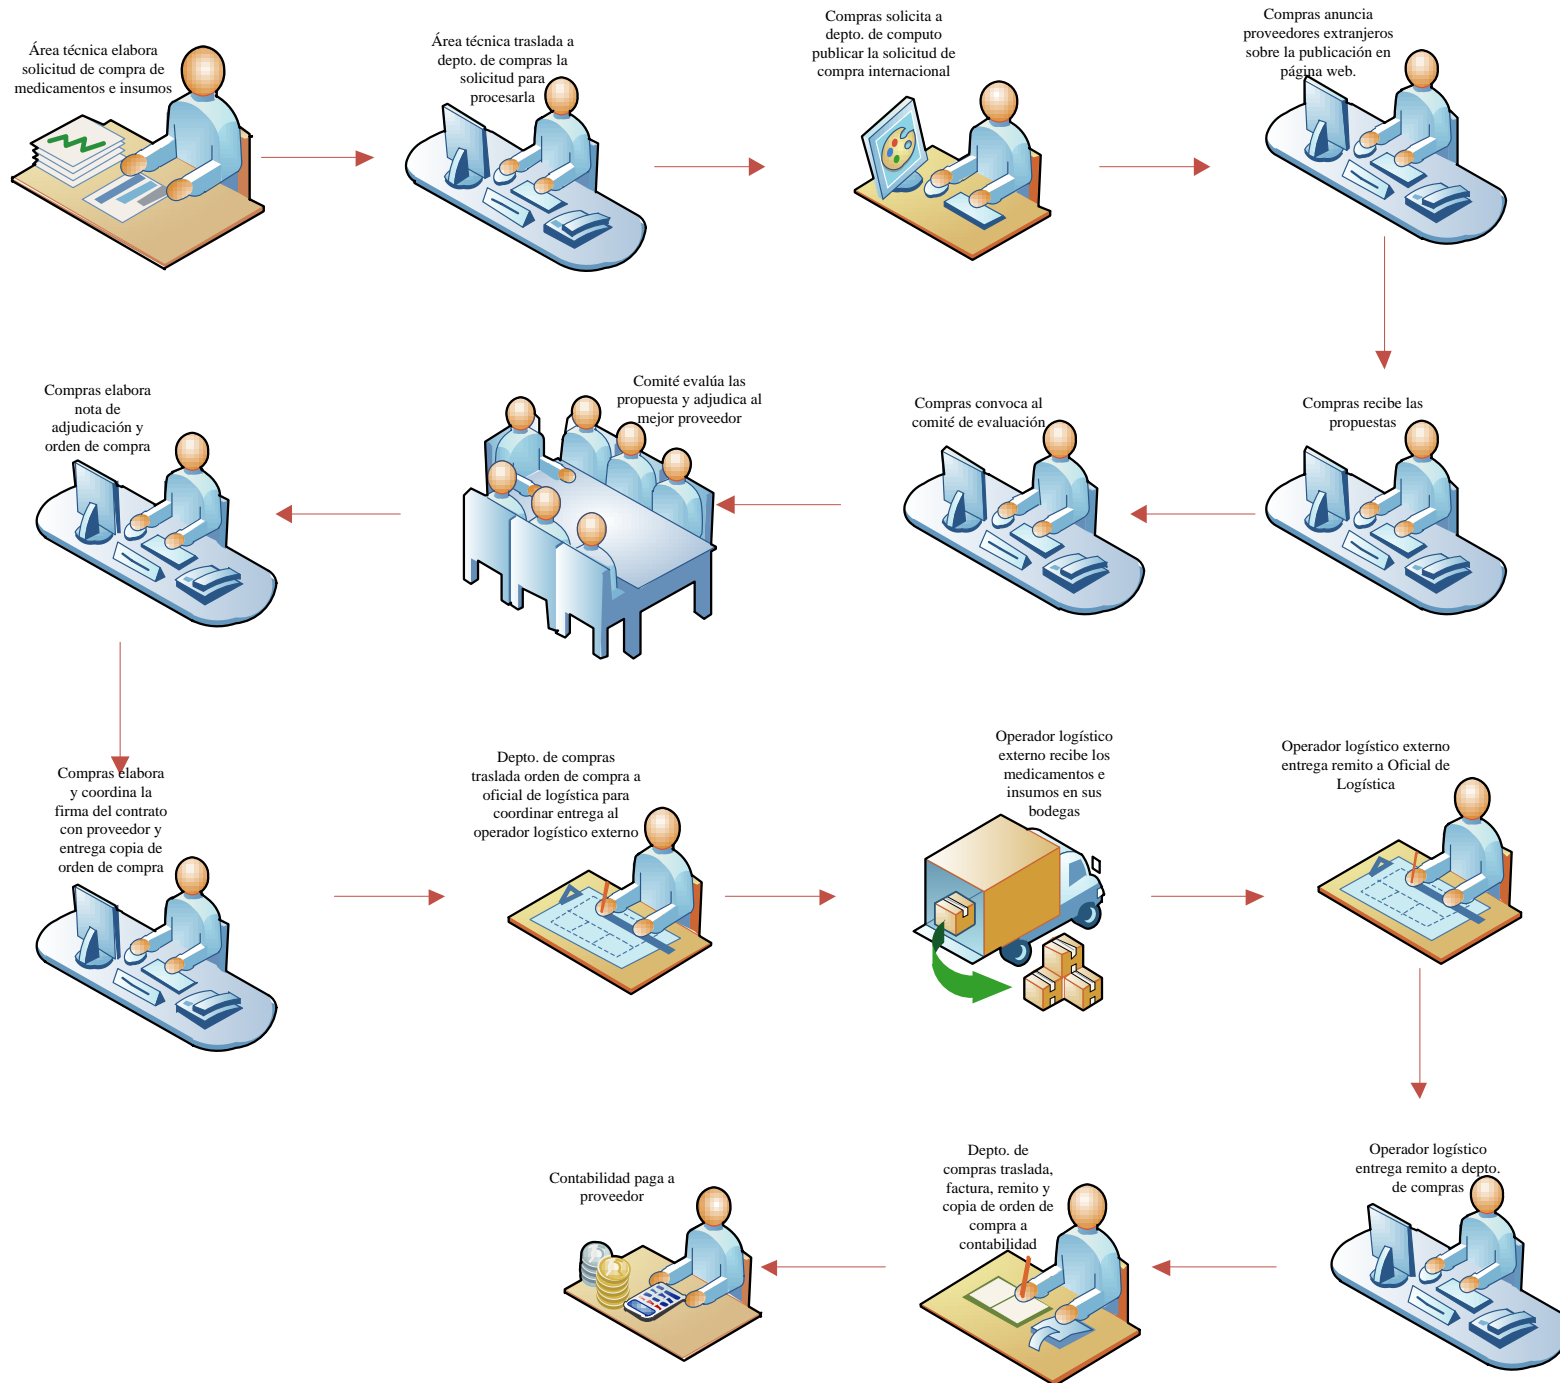 Área técnica elabora
solicitud de compra de
medicamentos e insumos
Área técnica traslada a
depto. de compras la
solicitud para
procesarla
Compras solicita a
depto. de computo
publicar la solicitud de
compra internacional
Compras anuncia
proveedores extranjeros
sobre la publicación en
página web.
Compras recibe las
propuestas
Compras convoca al
comité de evaluación
Comité evalúa las
propuesta y adjudica al
mejor proveedor
Compras elabora
nota de
adjudicación y
orden de compra
Compras elabora
y coordina la
firma del contrato
con proveedor y
entrega copia de
orden de compra
Depto. de compras
traslada orden de compra a
oficial de logística para
coordinar entrega al
operador logístico externo
Operador logístico
externo recibe los
medicamentos e
insumos en sus
bodegas
Operador logístico externo
entrega remito a Oficial de
Logística
Operador logístico
entrega remito a depto.
de compras
Depto. de
compras traslada,
factura, remito y
copia de orden de
compra a
contabilidad
Contabilidad paga a
proveedor